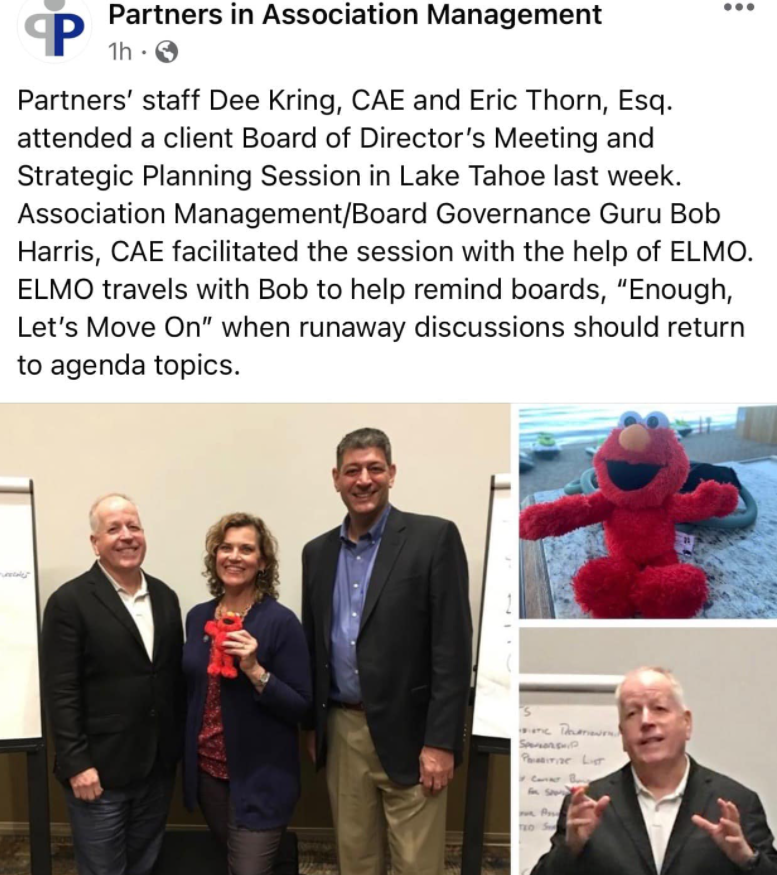 Partners in Association Management
1h ·
Partners’ staff Dee Kring, CAE and Eric Thorn, Esq.
attended a client Board of Director’s Meeting and
Strategic Planning Session in Lake Tahoe last week.
Association Management/Board Governance Guru Bob
Harris, CAE facilitated the session with the help of ELMO.
ELMO travels with Bob to help remind boards, “Enough,
Let’s Move On” when runaway discussions should return
to agenda topics.
Sponsorship
Prioritize List